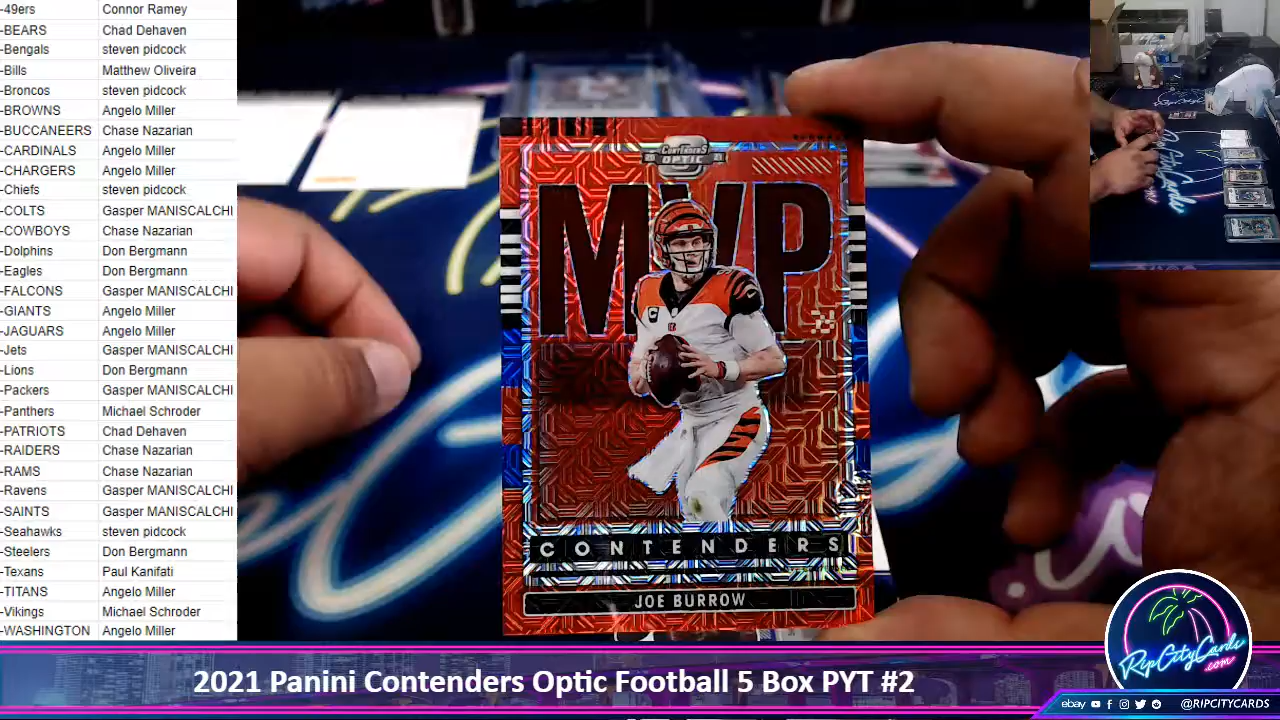 -49ers Connor Ramey
-BEARS Chad Dehaven
-Bengals steven pidcock
-Bills Matthew Oliveira
-Broncos steven pidcock
-BROWNS Angelo Miller
-BUCCANEERS Chase Nazarian
-CARDINALS Angelo Miller
-CHARGERS Angelo Miller
-Chiefs steven pidcock
-COLTS Gasper MANISCALCHI
-COWBOYS Chase Nazarian
-Dolphins Don Bergmann
-Eagles Don Bergmann
-FALCONS Gasper MANISCALCHI
-GIANTS Angelo Miller
-JAGUARS Angelo Miller
-Jets Gasper MANISCALCHI
-Lions Don Bergmann
-Packers Gasper MANISCALCHI
-Panthers Michael Schroder
-PATRIOTS Chad Dehaven
-RAIDERS Chase Nazarian
-RAMS Chase Nazarian
-Ravens Gasper MANISCALCHI
-SAINTS Gasper MANISCALCHI
-Seahawks steven pidcock
-Steelers Don Bergmann
-Texans Paul Kanifati
-TITANS Angelo Miller
-Vikings Michael Schroder
-WASHINGTON Angelo Miller
CONTENDERS
20 OPTIC 21
MVP
CONTENDERS
JOE BURROW
RipCityCards
.com
2021 Panini Contenders Optic Football 5 Box PYT #2
ebay @RIPCITYCARDS